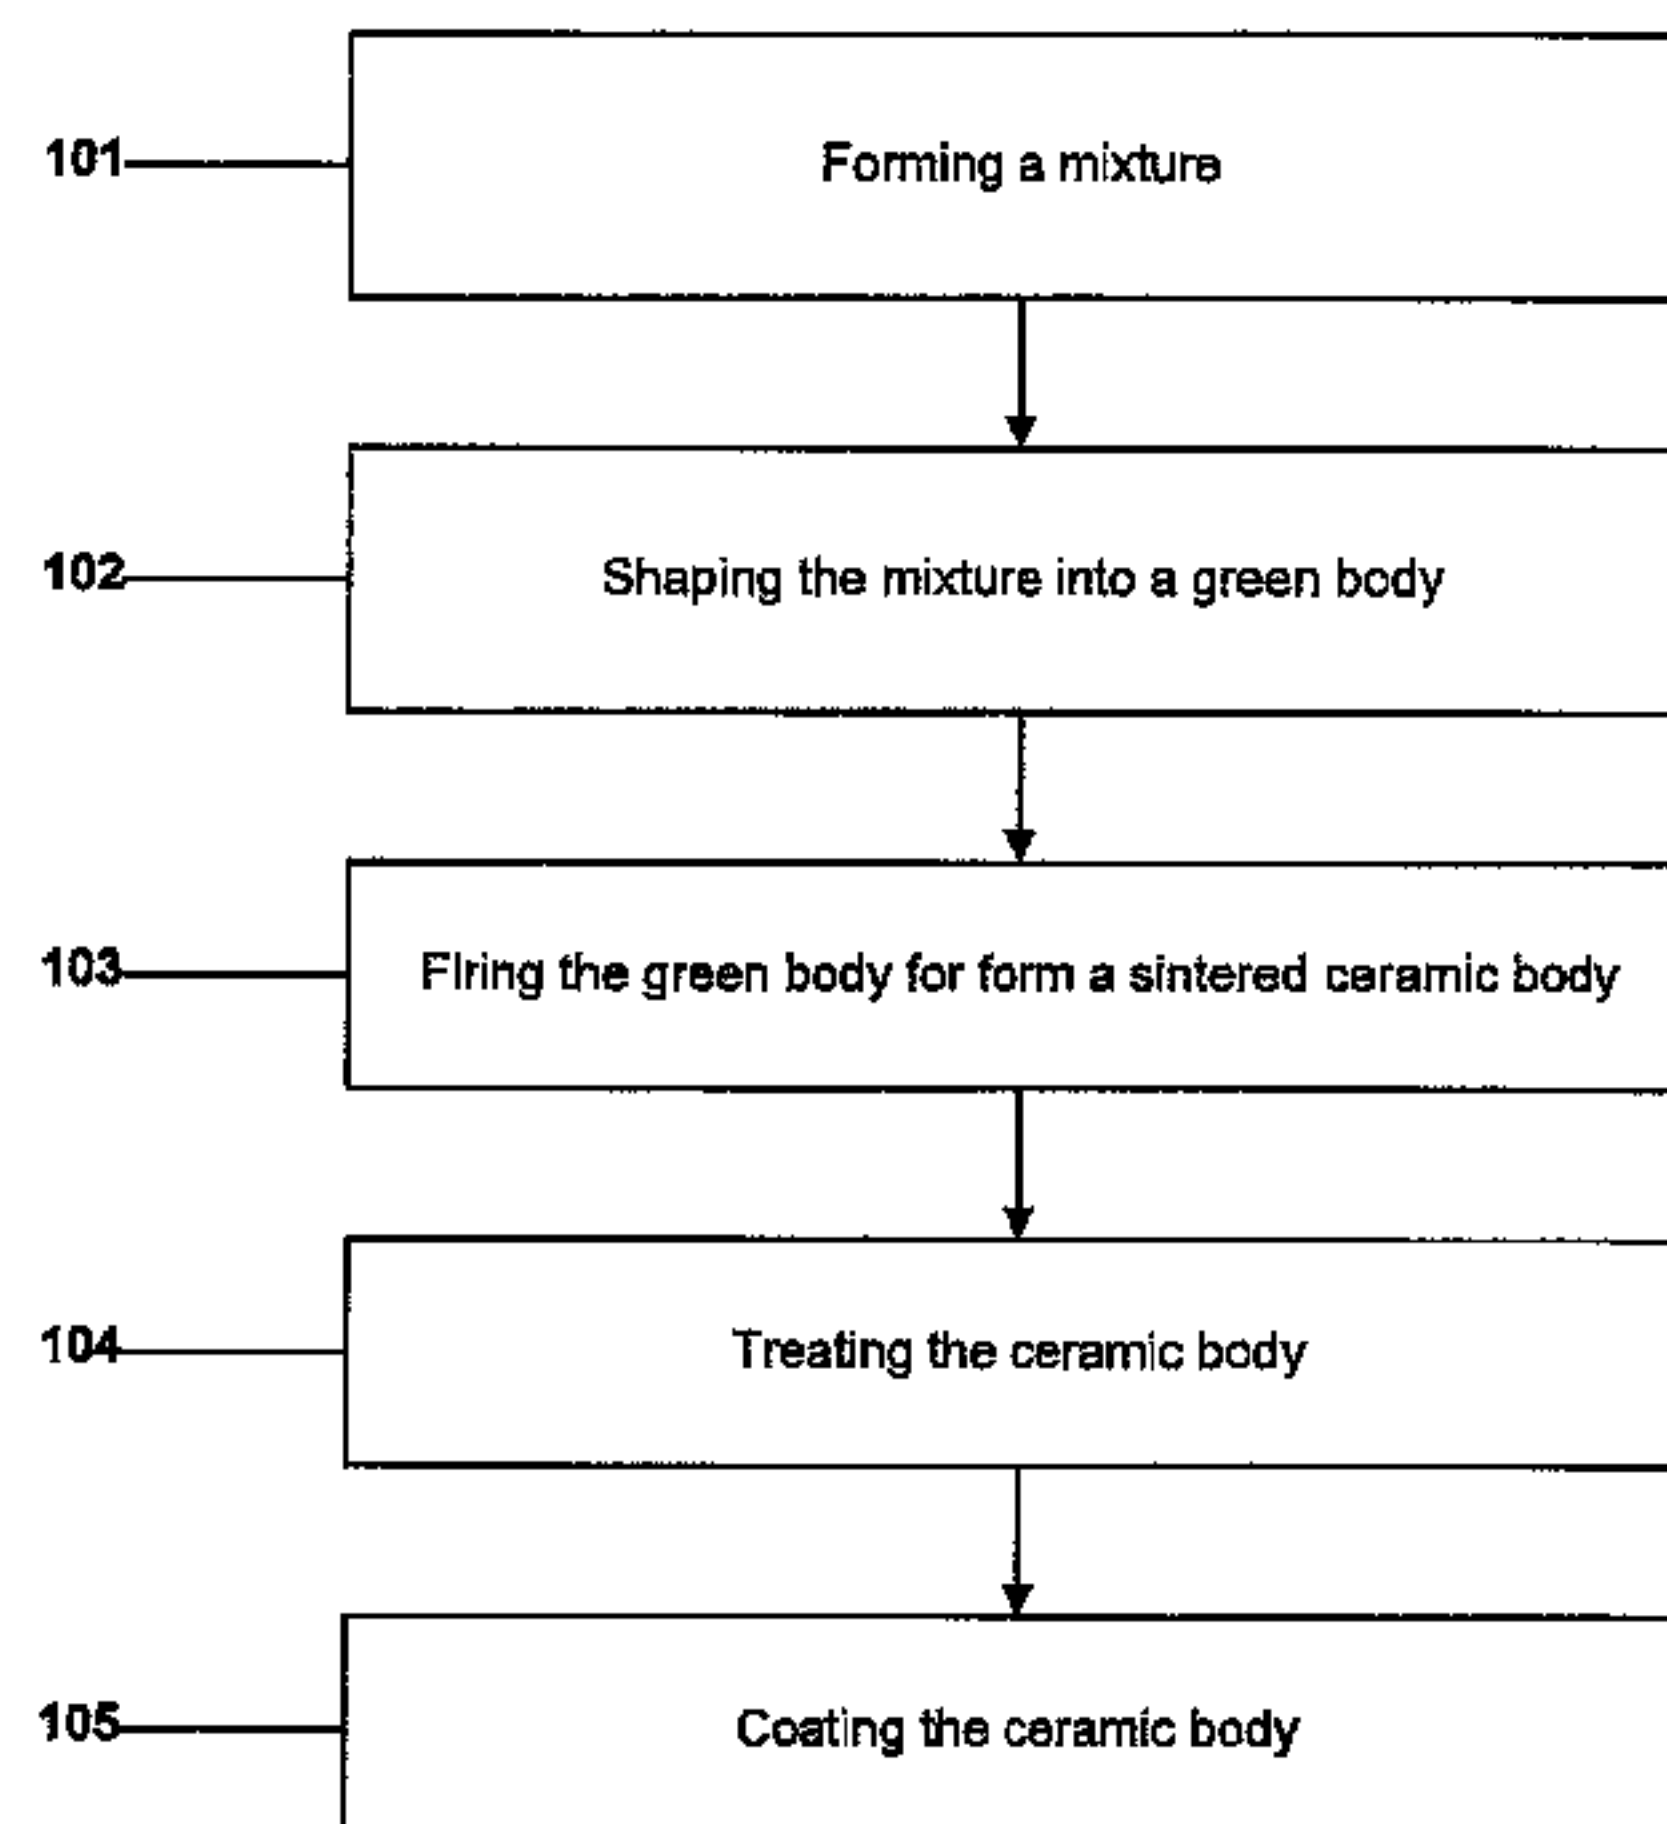 101 Forming a mixture
102 Shaping the mixture into a green body
103 Firing the green body for form a sintered ceramic body
104 Treating the ceramic body
105 Coating the ceramic body